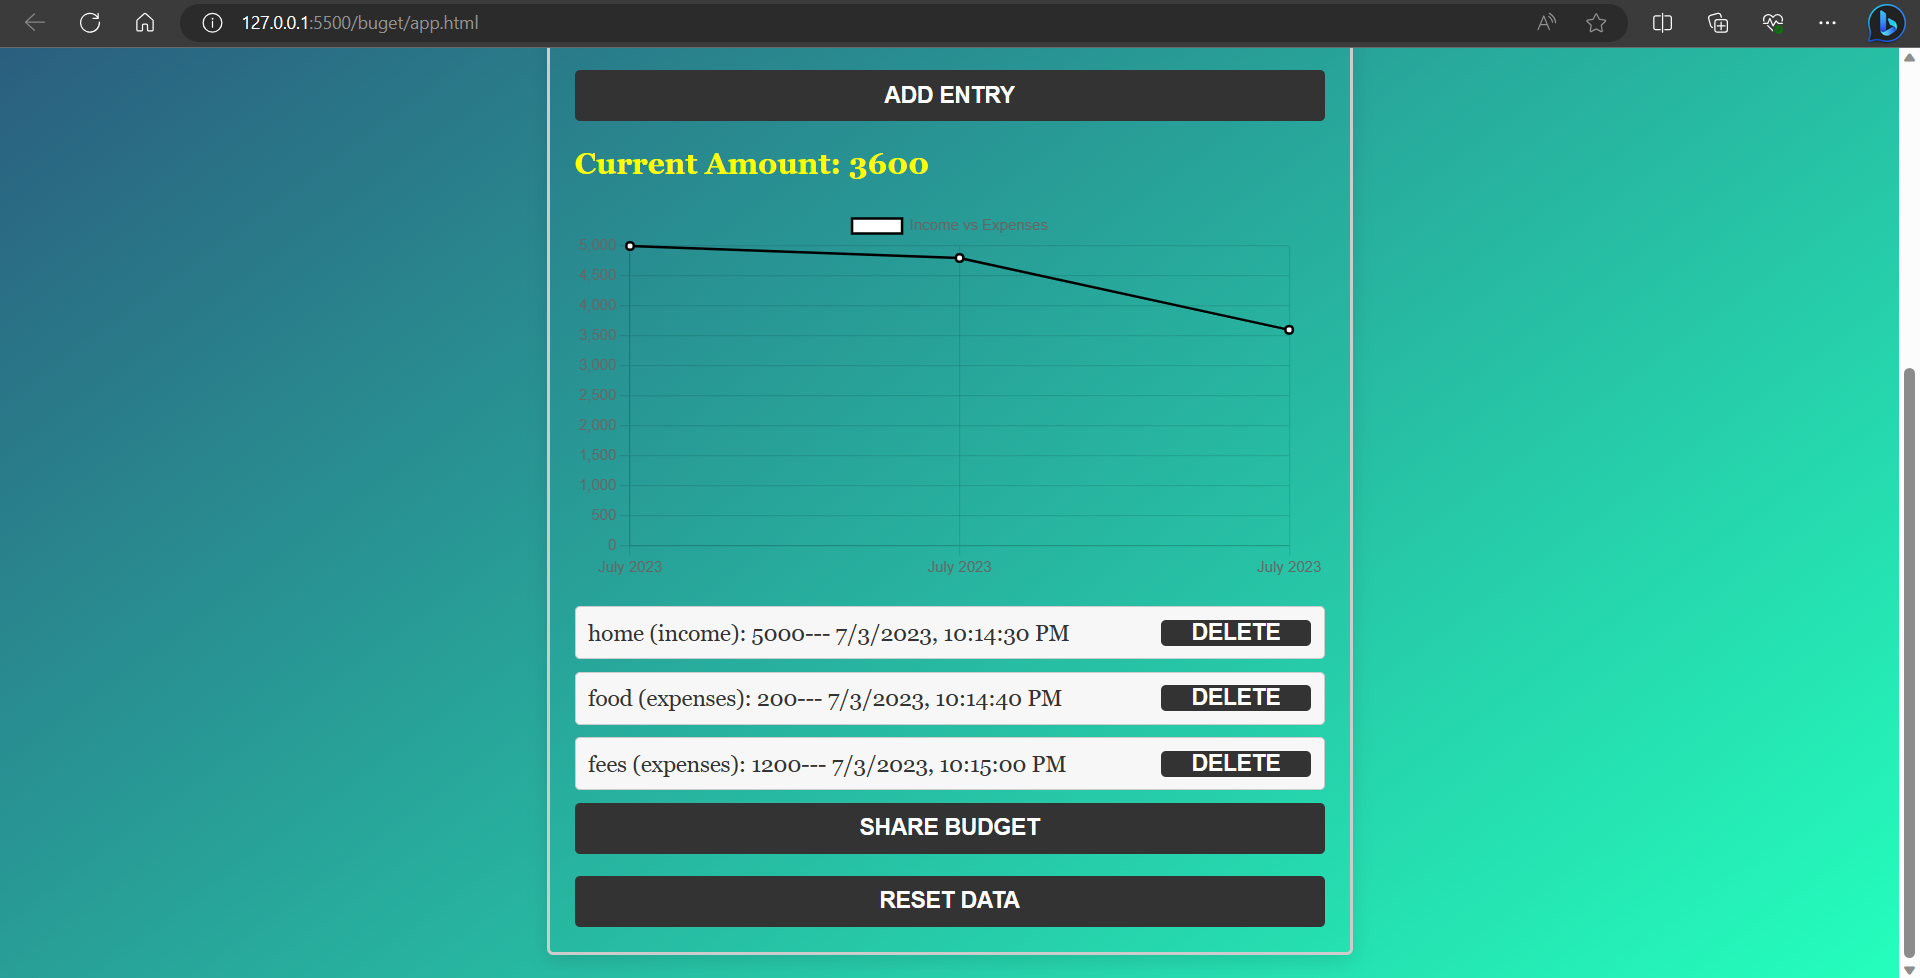 127.0.0.1:5500/buget/app.html
ADD ENTRY
Current Amount: 3600
Income vs Expenses
5,000
4,500
4,000
3,500
3,000
2,500
2,000
1,500
1,000
500
0
July 2023 July 2023 July 2023
home (income): 5000--- 7/3/2023, 10:14:30 PM DELETE
food (expenses): 200--- 7/3/2023, 10:14:40 PM DELETE
fees (expenses): 1200--- 7/3/2023, 10:15:00 PM DELETE
SHARE BUDGET
RESET DATA